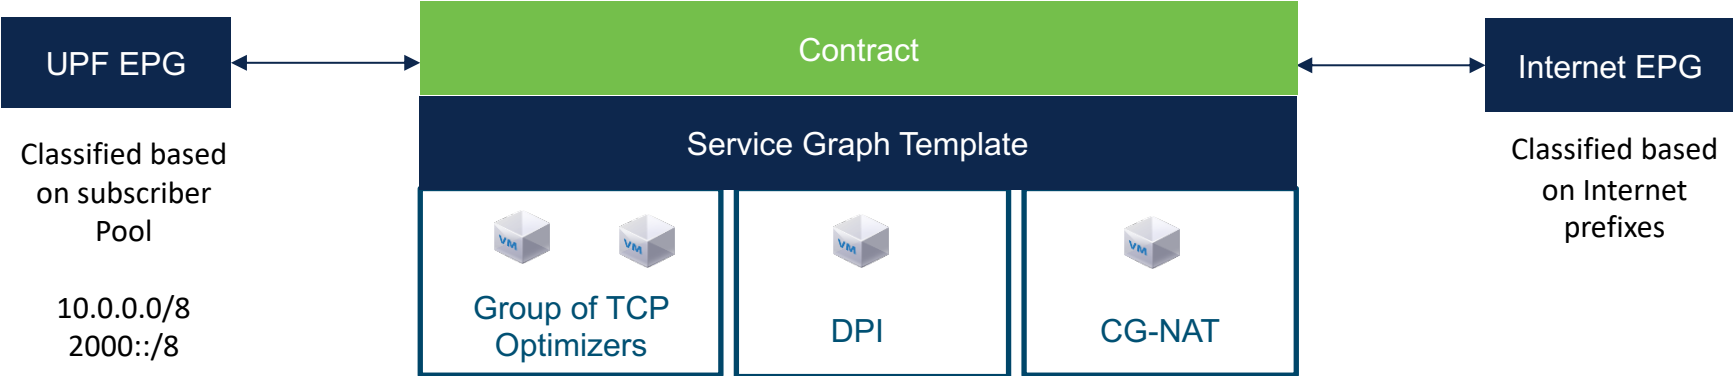 UPF EPG
Classified based
on subscriber
Pool
10.0.0.0/8
2000::/8
Contract
Service Graph Template
VM
VM
Group of TCP
Optimizers
VM
DPI
VM
CG-NAT
Internet EPG
Classified based
on Internet
prefixes